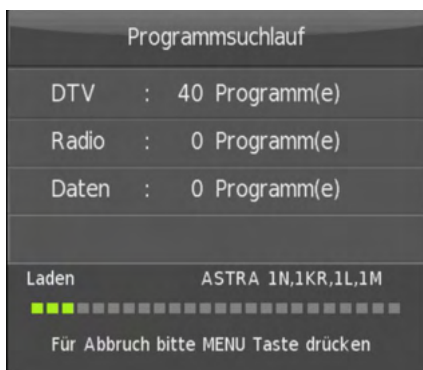 Programmsuchlauf
DTV : 40 Programm(e)
Radio : 0 Programm(e)
Daten : 0 Programm(e)
Laden ASTRA 1N,1KR,1L,1M
Für Abbruch bitte MENU Taste drücken